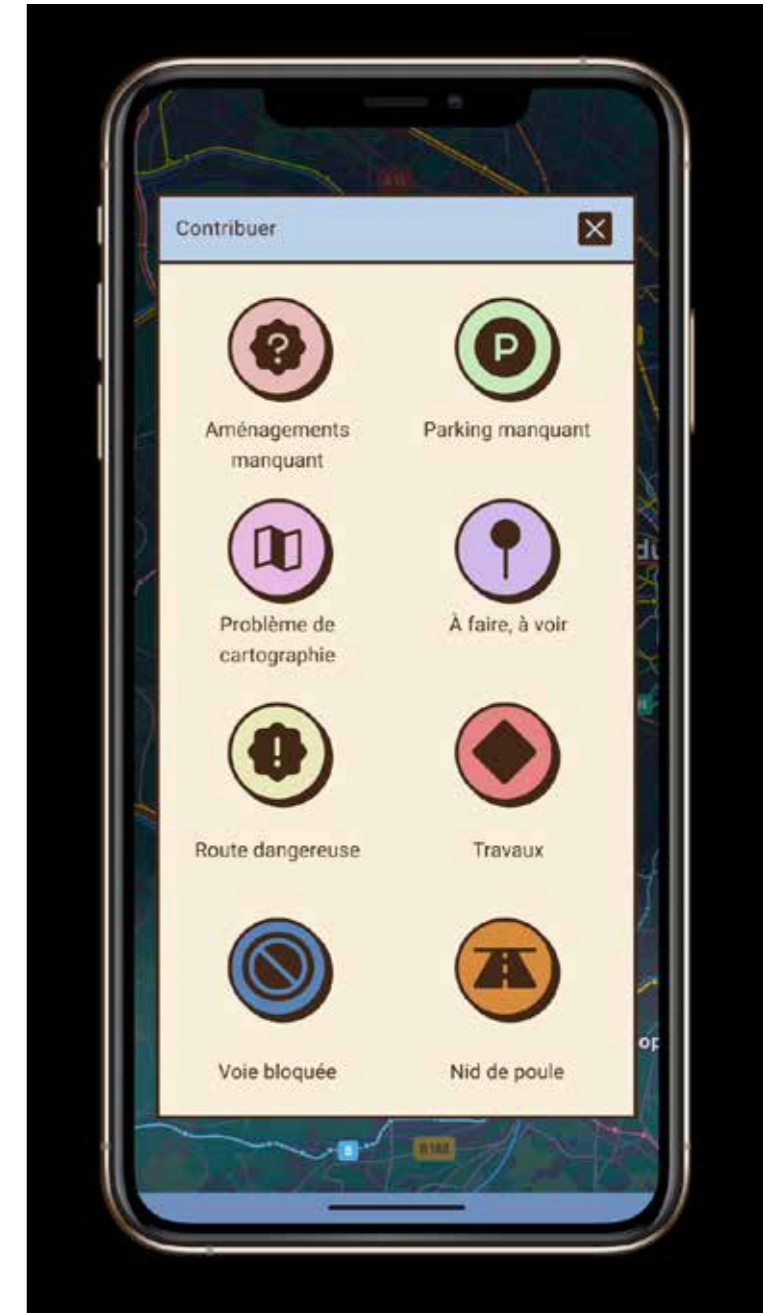 Contribuer
?
P
Aménagements
manquant
Parking manquant
Problème de
cartographie
À faire, à voir
!
Route dangereuse
Travaux
Voie bloquée
Nid de poule